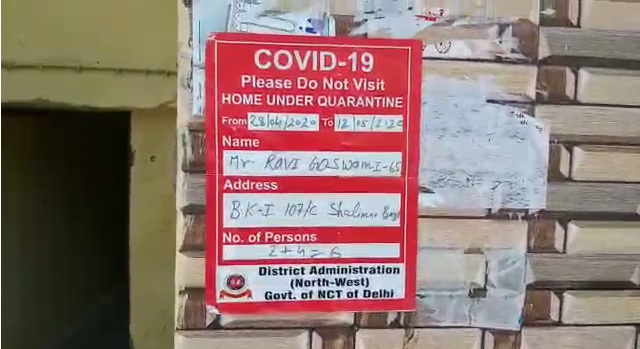 COVID-19
Please Do Not Visit
HOME UNDER QUARANTINE
From 28/04/2020 To 12/05/2020
Name
Mr. RAVI GOSWAMI-65
Address
BK-I 107/C Shalimar Bagh
No. of Persons
2+4=6
District Administration
(North-West)
Govt. of NCT of Delhi